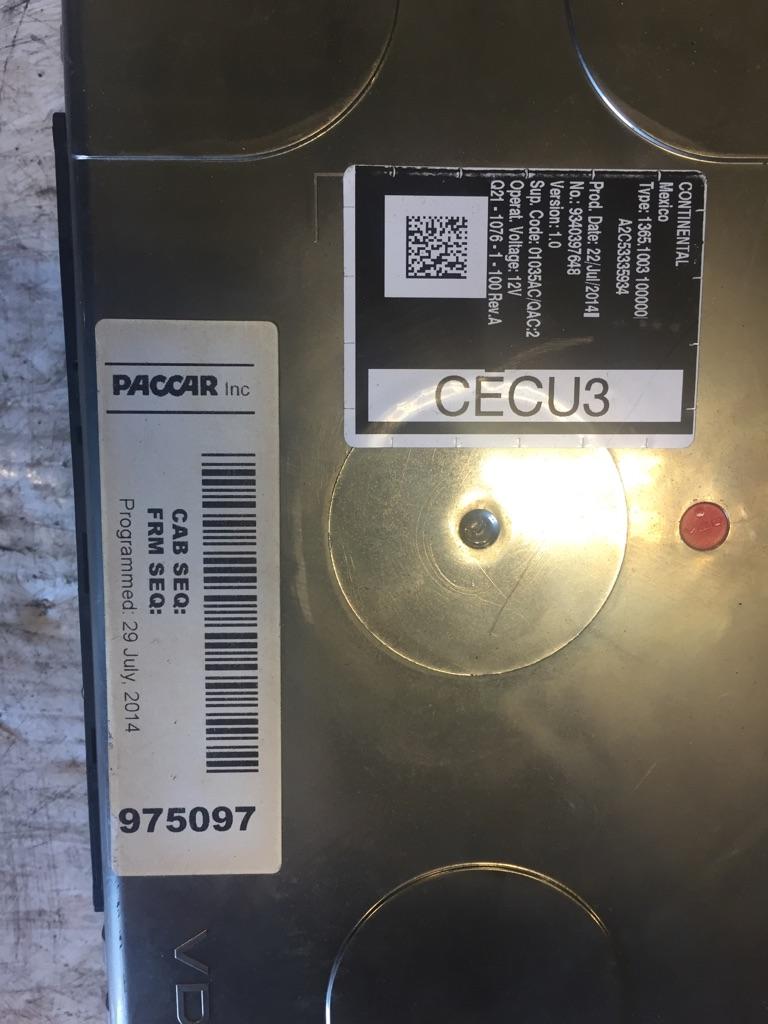 CONTINENTAL
Mexico
Type: 1365.1003 100000
A2C53335934
Prod. Date: 22/Jul/2014
No.: 9340397648
Version: 1.0
Sup. Code: 01035AC/QAC:2
Operat. Voltage: 12V
Q21 - 1076 - 1 - 100 Rev.A
CECU3
PACCAR Inc
CAB SEQ:
FRM SEQ:
Programmed: 29 July, 2014
975097